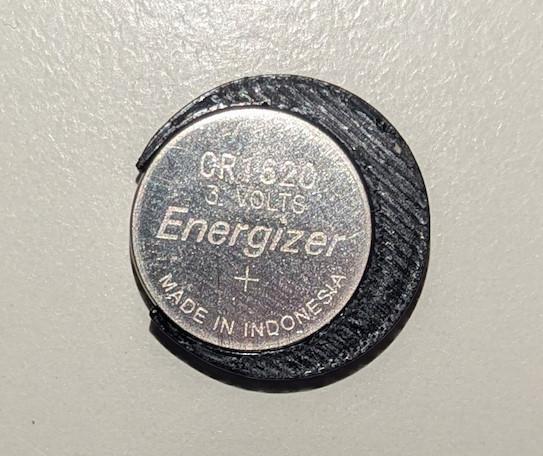 CR1620
3 VOLTS
Energizer
+
MADE IN INDONESIA